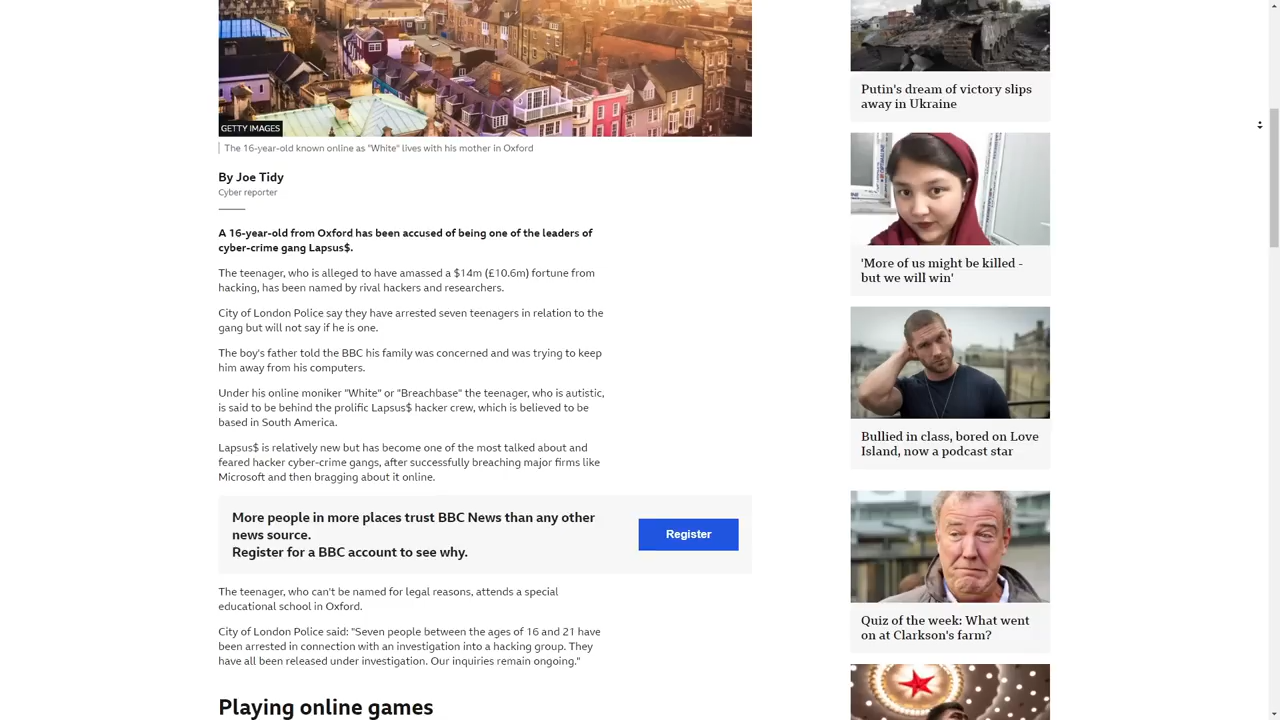 GETTY IMAGES
The 16-year-old known online as "White" lives with his mother in Oxford
By Joe Tidy
Cyber reporter
A 16-year-old from Oxford has been accused of being one of the leaders of
cyber-crime gang Lapsus$.
The teenager, who is alleged to have amassed a $14m (£10.6m) fortune from
hacking, has been named by rival hackers and researchers.
City of London Police say they have arrested seven teenagers in relation to the
gang but will not say if he is one.
The boy's father told the BBC his family was concerned and was trying to keep
him away from his computers.
Under his online moniker "White" or "Breachbase" the teenager, who is autistic,
is said to be behind the prolific Lapsus$ hacker crew, which is believed to be
based in South America.
Lapsus$ is relatively new but has become one of the most talked about and
feared hacker cyber-crime gangs, after successfully breaching major firms like
Microsoft and then bragging about it online.
More people in more places trust BBC News than any other
news source.
Register for a BBC account to see why.
Register
The teenager, who can't be named for legal reasons, attends a special
educational school in Oxford.
City of London Police said: "Seven people between the ages of 16 and 21 have
been arrested in connection with an investigation into a hacking group. They
have all been released under investigation. Our inquiries remain ongoing."
Playing online games
Putin's dream of victory slips
away in Ukraine
'More of us might be killed -
but we will win'
Bullied in class, bored on Love
Island, now a podcast star
Quiz of the week: What went
on at Clarkson's farm?